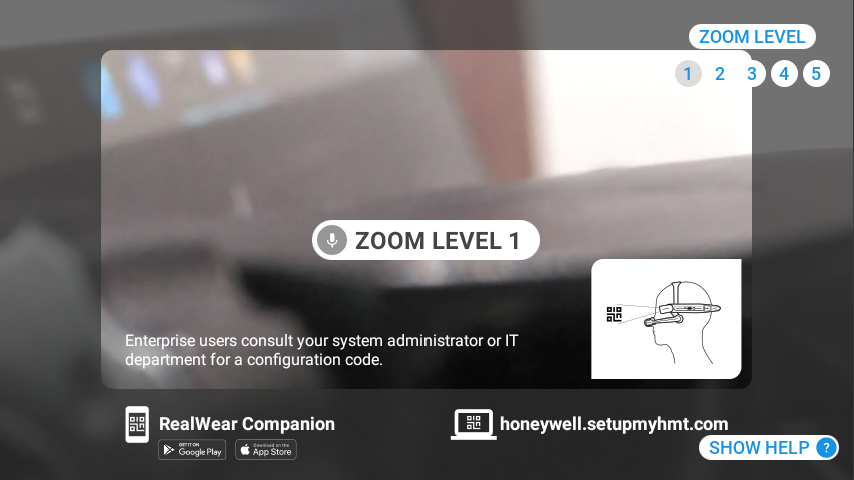 ZOOM LEVEL
1 2 3 4 5
ZOOM LEVEL 1
Enterprise users consult your system administrator or IT
department for a configuration code.
RealWear Companion
GET IT ON
Google Play
Download on the
App Store
honeywell.setupmyhmt.com
SHOW HELP ?